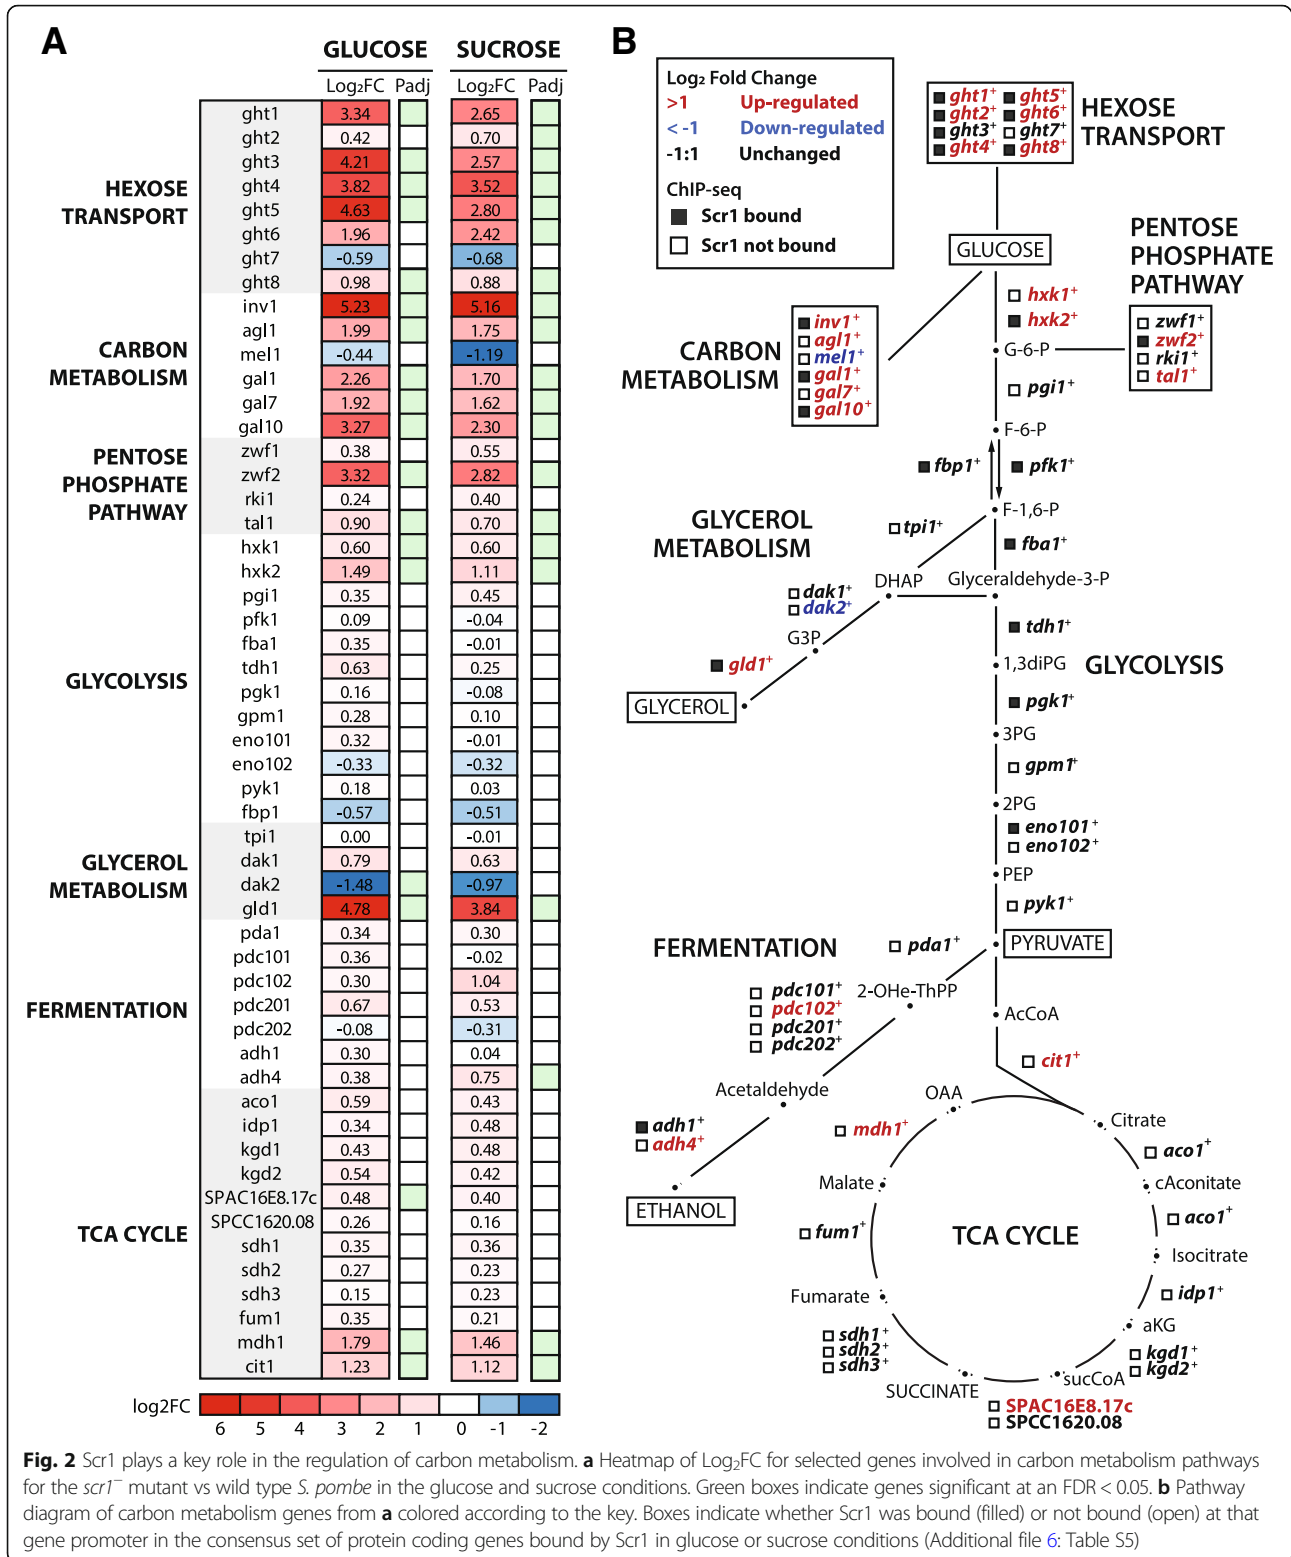 A
GLUCOSE SUCROSE
Log₂FC Padj Log₂FC Padj
HEXOSE
TRANSPORT
ght1 3.34 2.65
ght2 0.42 0.70
ght3 4.21 2.57
ght4 3.82 3.52
ght5 4.63 2.80
ght6 1.96 2.42
ght7 -0.59 -0.68
ght8 0.98 0.88
CARBON
METABOLISM
inv1 5.23 5.16
agl1 1.99 1.75
mel1 -0.44 -1.19
gal1 2.26 1.70
gal7 1.92 1.62
gal10 3.27 2.30
PENTOSE
PHOSPHATE
PATHWAY
zwf1 0.38 0.55
zwf2 3.32 2.82
rki1 0.24 0.40
tal1 0.90 0.70
GLYCOLYSIS
hxk1 0.60 0.60
hxk2 1.49 1.11
pgi1 0.35 0.45
pfk1 0.09 -0.04
fba1 0.35 -0.01
tdh1 0.63 0.25
pgk1 0.16 -0.08
gpm1 0.28 0.10
eno101 0.32 -0.01
eno102 -0.33 -0.32
pyk1 0.18 0.03
fbp1 -0.57 -0.51
GLYCEROL
METABOLISM
tpi1 0.00 -0.01
dak1 0.79 0.63
dak2 -1.48 -0.97
gld1 4.78 3.84
FERMENTATION
pda1 0.34 0.30
pdc101 0.36 -0.02
pdc102 0.30 1.04
pdc201 0.67 0.53
pdc202 -0.08 -0.31
adh1 0.30 0.04
adh4 0.38 0.75
TCA CYCLE
aco1 0.59 0.43
idp1 0.34 0.48
kgd1 0.43 0.48
kgd2 0.54 0.42
SPAC16E8.17c 0.48 0.40
SPCC1620.08 0.26 0.16
sdh1 0.35 0.36
sdh2 0.27 0.23
sdh3 0.15 0.23
fum1 0.35 0.21
mdh1 1.79 1.46
cit1 1.23 1.12
log2FC
6 5 4 3 2 1 0 -1 -2
B
Log₂ Fold Change
>1 Up-regulated
< -1 Down-regulated
-1:1 Unchanged
ChIP-seq
Scr1 bound
Scr1 not bound
ght1⁺ ght5⁺
ght2⁺ ght6⁺
ght3⁺ ght7⁺
ght4⁺ ght8⁺
HEXOSE
TRANSPORT
GLUCOSE
PENTOSE
PHOSPHATE
PATHWAY
hxk1⁺
hxk2⁺
zwf1⁺
zwf2⁺
rki1⁺
tal1⁺
CARBON
METABOLISM
inv1⁺
agl1⁺
mel1⁺
gal1⁺
gal7⁺
gal10⁺
G-6-P
pgi1⁺
F-6-P
fbp1⁺ pfk1⁺
F-1,6-P
GLYCEROL
METABOLISM
tpi1⁺
fba1⁺
DHAP Glyceraldehyde-3-P
dak1⁺
dak2⁺
G3P
tdh1⁺
gld1⁺
1,3diPG
GLYCOLYSIS
GLYCEROL
pgk1⁺
3PG
gpm1⁺
2PG
eno101⁺
eno102⁺
PEP
pyk1⁺
FERMENTATION
pda1⁺
PYRUVATE
2-OHe-ThPP
pdc101⁺
pdc102⁺
pdc201⁺
pdc202⁺
AcCoA
cit1⁺
Acetaldehyde
OAA
adh1⁺
adh4⁺
mdh1⁺
Citrate
aco1⁺
Malate
cAconitate
ETHANOL
aco1⁺
fum1⁺
TCA CYCLE
Isocitrate
Fumarate
idp1⁺
aKG
sdh1⁺
sdh2⁺
sdh3⁺
kgd1⁺
kgd2⁺
SUCCINATE
sucCoA
SPAC16E8.17c
SPCC1620.08
Fig. 2 Scr1 plays a key role in the regulation of carbon metabolism. a Heatmap of Log₂FC for selected genes involved in carbon metabolism pathways
for the scr1⁻ mutant vs wild type S. pombe in the glucose and sucrose conditions. Green boxes indicate genes significant at an FDR < 0.05. b Pathway
diagram of carbon metabolism genes from a colored according to the key. Boxes indicate whether Scr1 was bound (filled) or not bound (open) at that
gene promoter in the consensus set of protein coding genes bound by Scr1 in glucose or sucrose conditions (Additional file 6: Table S5)